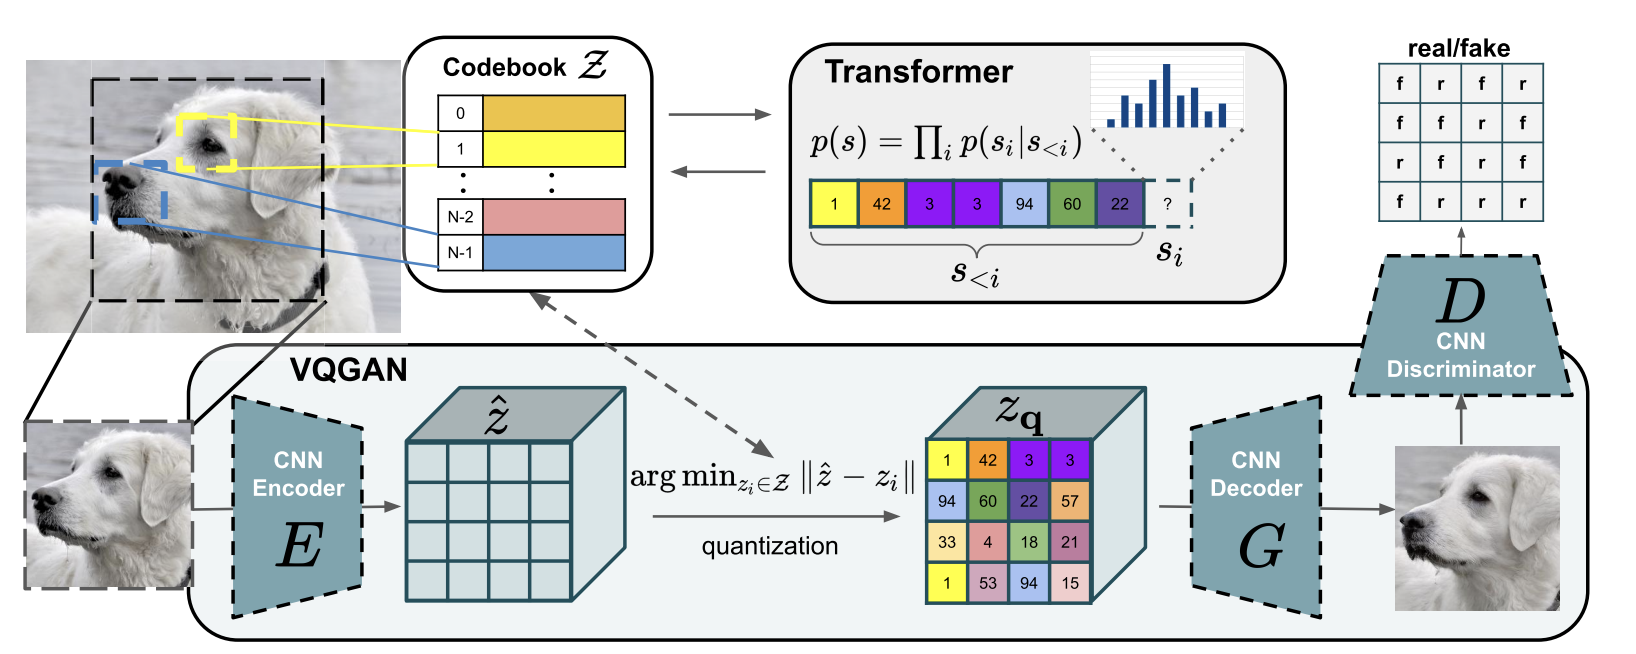 Codebook 𝒵
0
1
: :
N-2
N-1
Transformer
p(s) = ∏ᵢ p(sᵢ|s<ᵢ)
1 42 3 3 94 60 22 ?
s<ᵢ
sᵢ
real/fake
f r f r
f f r f
r f r f
f r r r
D
CNN
Discriminator
VQGAN
CNN
Encoder
E
ẑ
arg min_{zᵢ∈𝒵} ‖ẑ − zᵢ‖
quantization
z_𝐪
1 42 3 3
94 60 22 57
33 4 18 21
1 53 94 15
CNN
Decoder
G